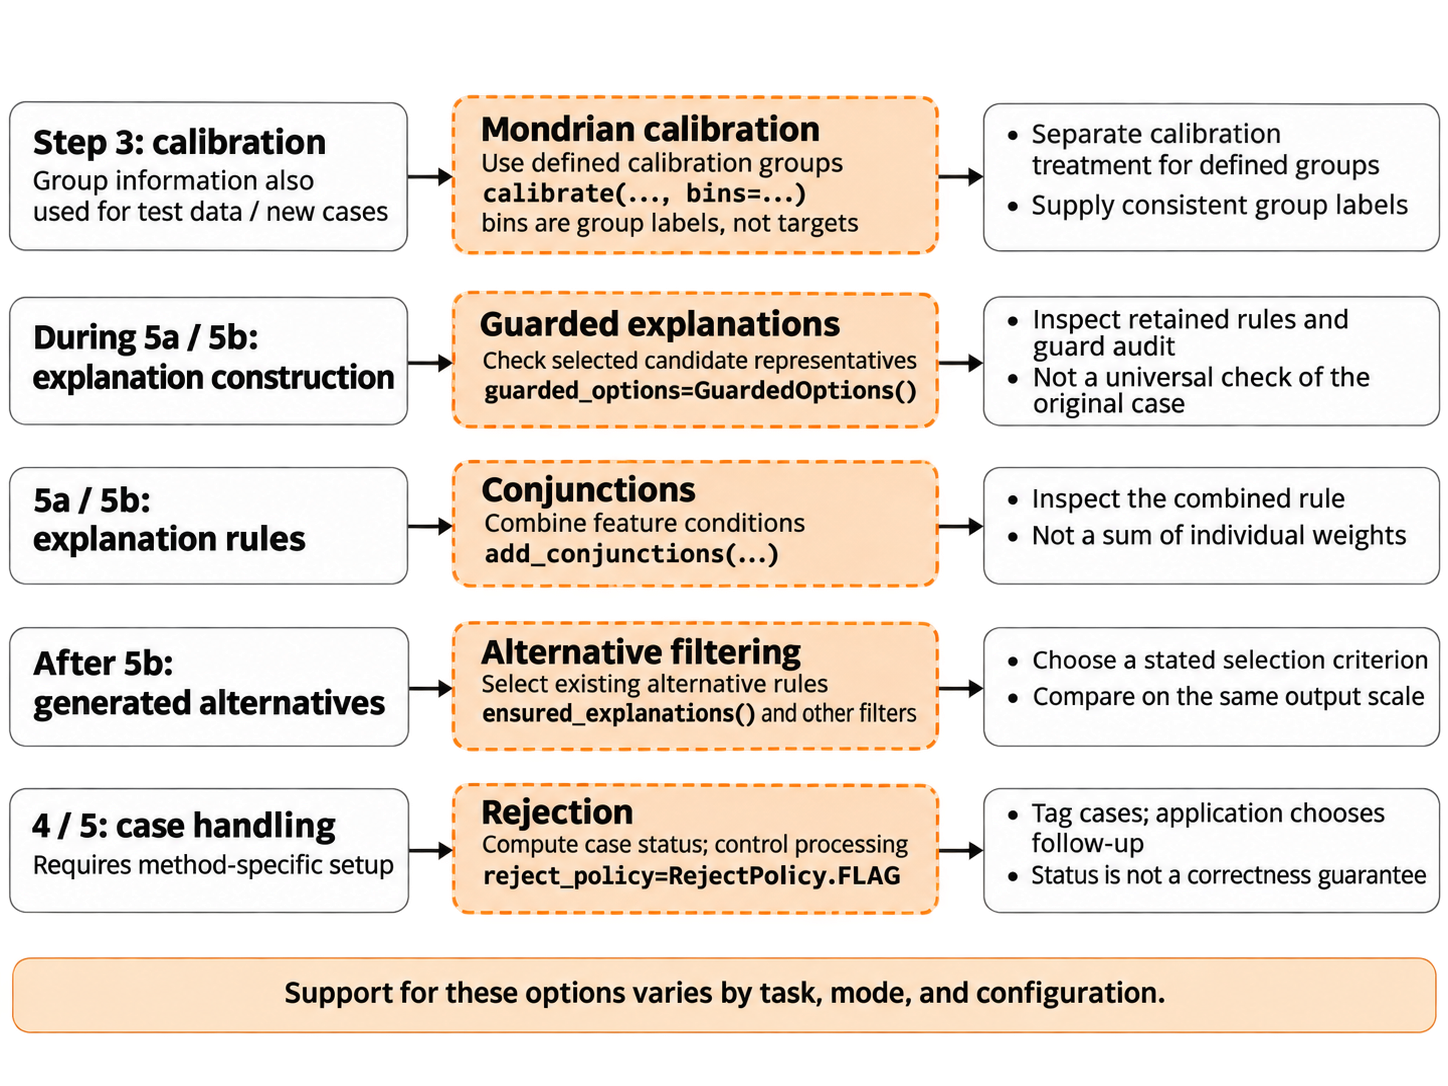 Step 3: calibration
Group information also
used for test data / new cases
Mondrian calibration
Use defined calibration groups
calibrate(..., bins=...)
bins are group labels, not targets
• Separate calibration
treatment for defined groups
• Supply consistent group labels
During 5a / 5b:
explanation construction
Guarded explanations
Check selected candidate representatives
guarded_options=GuardedOptions()
• Inspect retained rules and
guard audit
• Not a universal check of the
original case
5a / 5b:
explanation rules
Conjunctions
Combine feature conditions
add_conjunctions(...)
• Inspect the combined rule
• Not a sum of individual weights
After 5b:
generated alternatives
Alternative filtering
Select existing alternative rules
ensured_explanations() and other filters
• Choose a stated selection criterion
• Compare on the same output scale
4 / 5: case handling
Requires method-specific setup
Rejection
Compute case status; control processing
reject_policy=RejectPolicy.FLAG
• Tag cases; application chooses
follow-up
• Status is not a correctness guarantee
Support for these options varies by task, mode, and configuration.